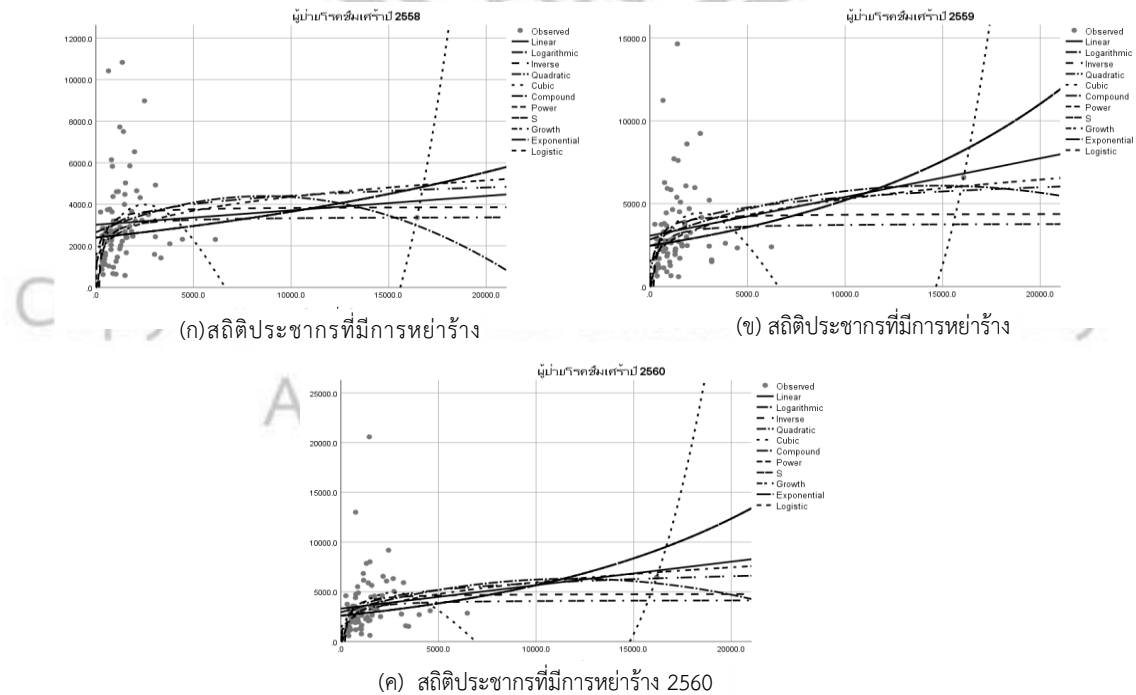 ผู้ป่วยโรคซึมเศร้าปี 2558
12000.0
10000.0
8000.0
6000.0
4000.0
2000.0
.0
.0 5000.0 10000.0 15000.0 20000.0
Observed
Linear
Logarithmic
Inverse
Quadratic
Cubic
Compound
Power
S
Growth
Exponential
Logistic
(ก)สถิติประชากรที่มีการหย่าร้าง
ผู้ป่วยโรคซึมเศร้าปี 2559
15000.0
10000.0
5000.0
.0
.0 5000.0 10000.0 15000.0 20000.0
Observed
Linear
Logarithmic
Inverse
Quadratic
Cubic
Compound
Power
S
Growth
Exponential
Logistic
(ข) สถิติประชากรที่มีการหย่าร้าง
ผู้ป่วยโรคซึมเศร้าปี 2560
25000.0
20000.0
15000.0
10000.0
5000.0
.0
.0 5000.0 10000.0 15000.0 20000.0
Observed
Linear
Logarithmic
Inverse
Quadratic
Cubic
Compound
Power
S
Growth
Exponential
Logistic
(ค) สถิติประชากรที่มีการหย่าร้าง 2560